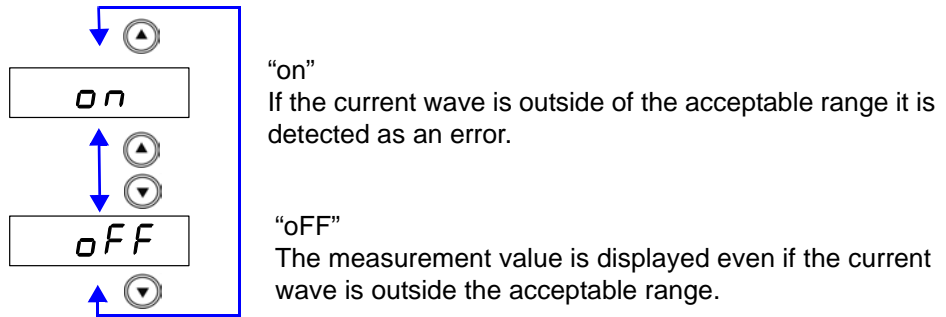 on
“on”
If the current wave is outside of the acceptable range it is
detected as an error.
oFF
“oFF”
The measurement value is displayed even if the current
wave is outside the acceptable range.